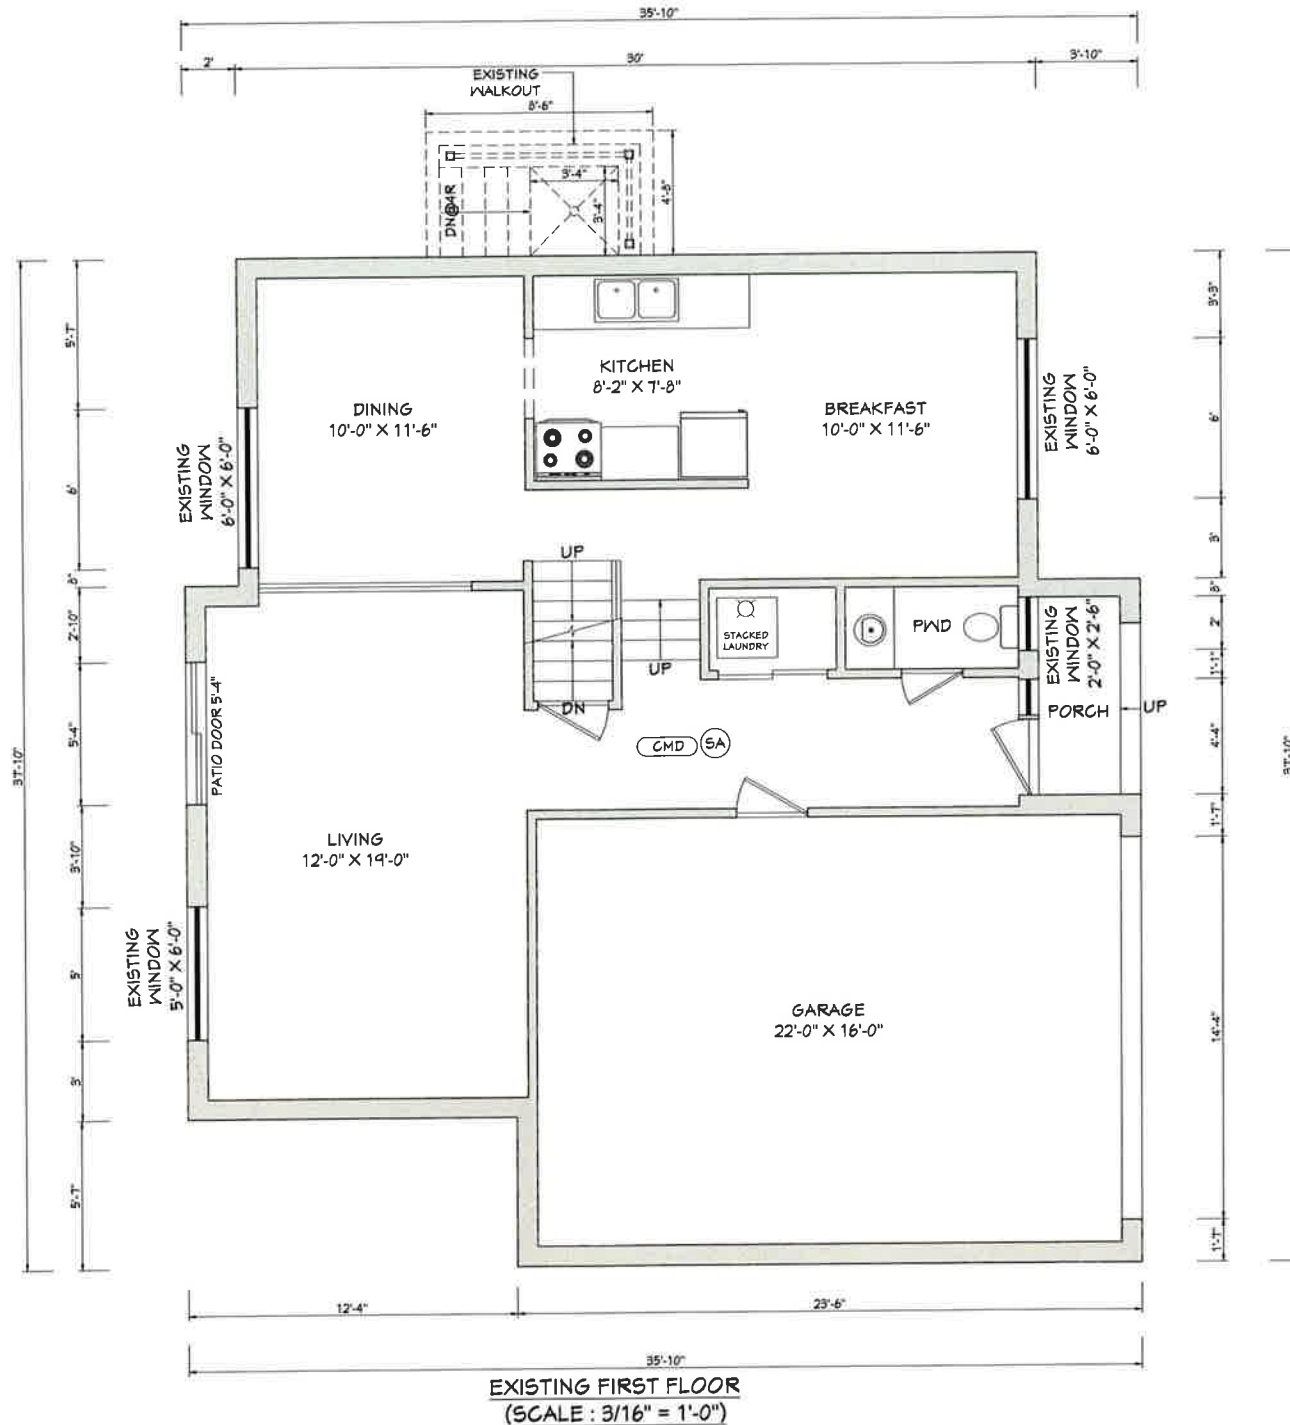 35'-10"
2'
30'
3'-10"
EXISTING
WALKOUT
8'-6"
3'-4"
3'-4"
4'-8"
DN@4R
KITCHEN
8'-2" X 7'-8"
DINING
10'-0" X 11'-6"
BREAKFAST
10'-0" X 11'-6"
EXISTING
WINDOW
6'-0" X 6'-0"
EXISTING
WINDOW
6'-0" X 6'-0"
5'-7"
6'
8"
2'-10"
5'-4"
3'-10"
5'
3'
5'-7"
37'-10"
3'-3"
6'
3'
8"
2'
1'-1"
4'-4"
1'-7"
14'-4"
1'-7"
37'-10"
UP
UP
DN
STACKED
LAUNDRY
PWD
EXISTING
WINDOW
2'-0" X 2'-6"
PORCH
UP
CMD
SA
PATIO DOOR 5'4"
LIVING
12'-0" X 19'-0"
EXISTING
WINDOW
5'-0" X 6'-0"
GARAGE
22'-0" X 16'-0"
12'-4"
23'-6"
35'-10"
EXISTING FIRST FLOOR
(SCALE : 3/16" = 1'-0")